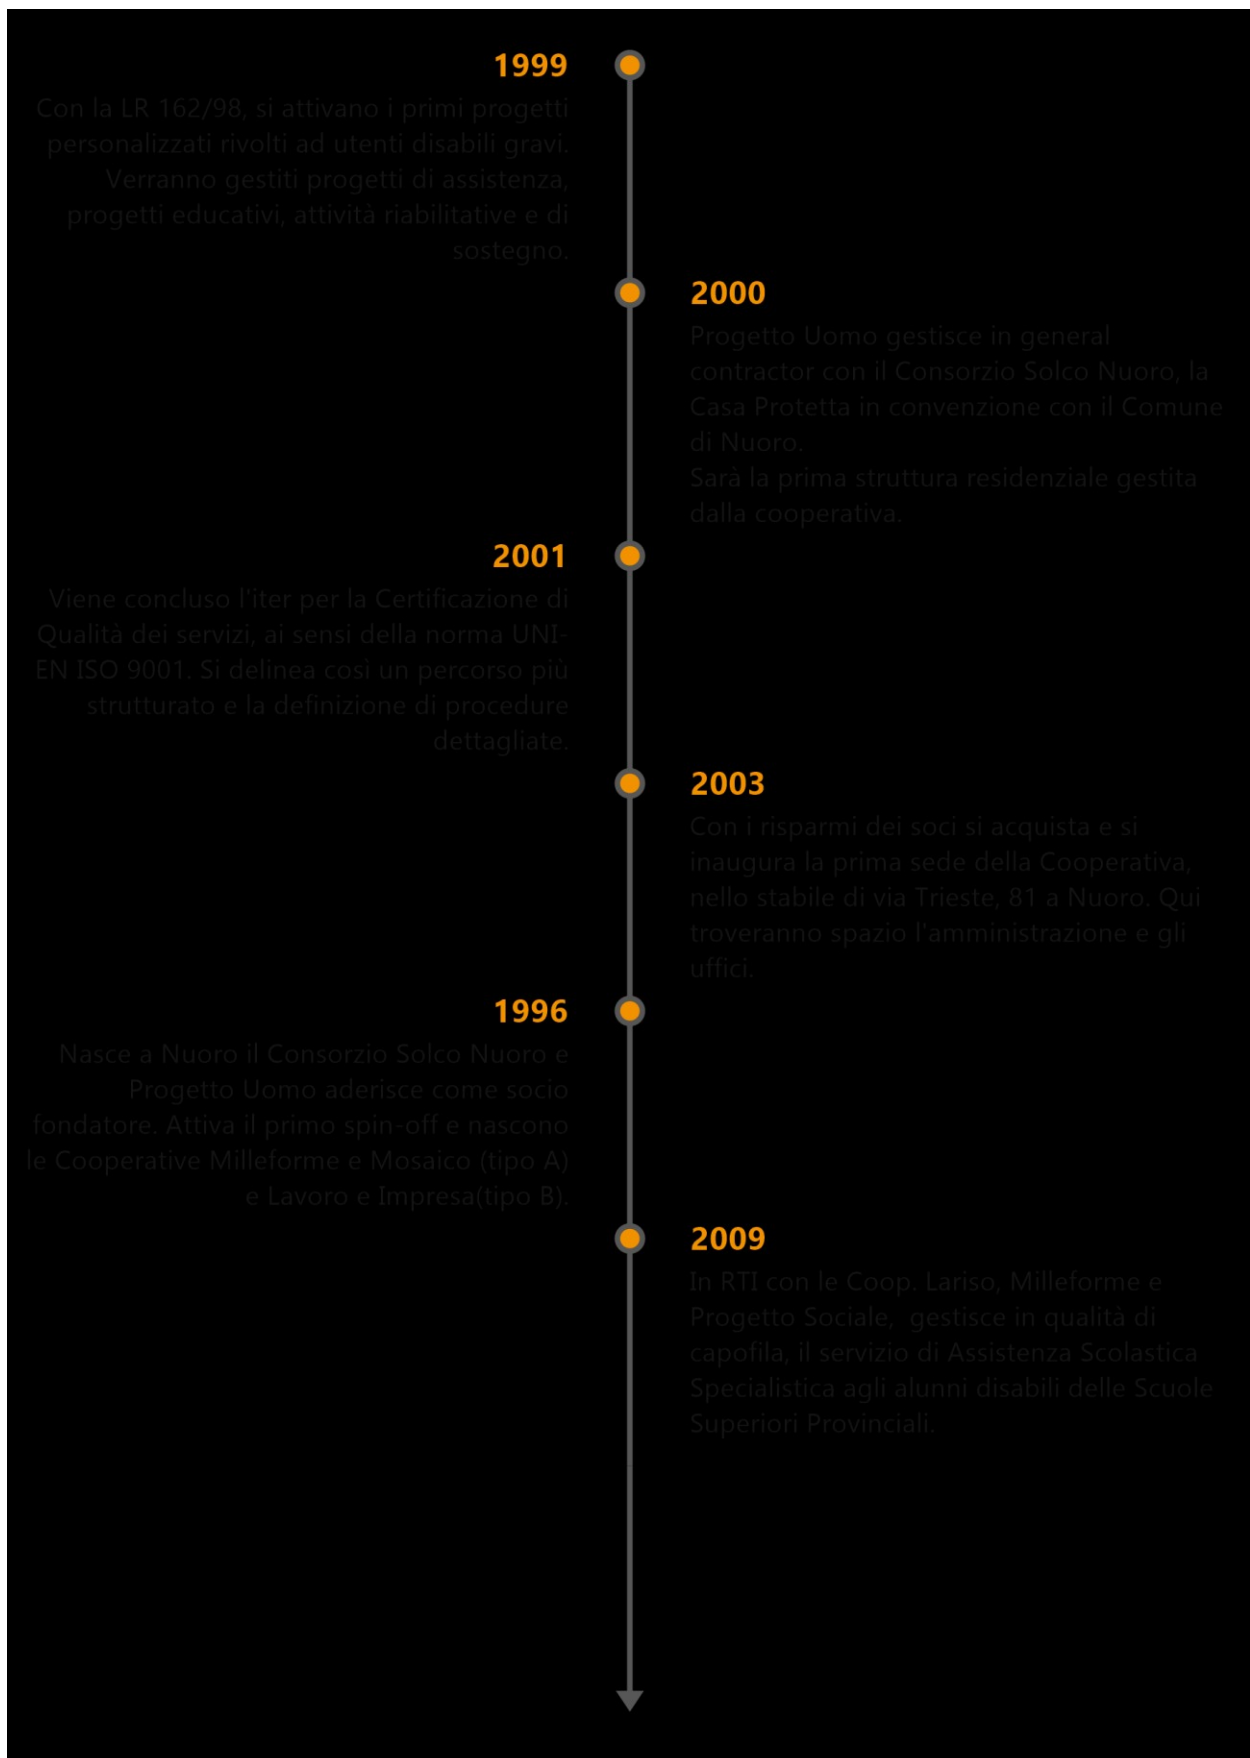 1999
Con la LR 162/98, si attivano i primi progetti
personalizzati rivolti ad utenti disabili gravi.
Verranno gestiti progetti di assistenza,
progetti educativi, attività riabilitative e di
sostegno.
2000
Progetto Uomo gestisce in general
contractor con il Consorzio Solco Nuoro, la
Casa Protetta in convenzione con il Comune
di Nuoro.
Sarà la prima struttura residenziale gestita
dalla cooperativa.
2001
Viene concluso l'iter per la Certificazione di
Qualità dei servizi, ai sensi della norma UNI-
EN ISO 9001. Si delinea così un percorso più
strutturato e la definizione di procedure
dettagliate.
2003
Con i risparmi dei soci si acquista e si
inaugura la prima sede della Cooperativa,
nello stabile di via Trieste, 81 a Nuoro. Qui
troveranno spazio l'amministrazione e gli
uffici.
1996
Nasce a Nuoro il Consorzio Solco Nuoro e
Progetto Uomo aderisce come socio
fondatore. Attiva il primo spin-off e nascono
le Cooperative Milleforme e Mosaico (tipo A)
e Lavoro e Impresa(tipo B).
2009
In RTI con le Coop. Lariso, Milleforme e
Progetto Sociale,  gestisce in qualità di
capofila, il servizio di Assistenza Scolastica
Specialistica agli alunni disabili delle Scuole
Superiori Provinciali.